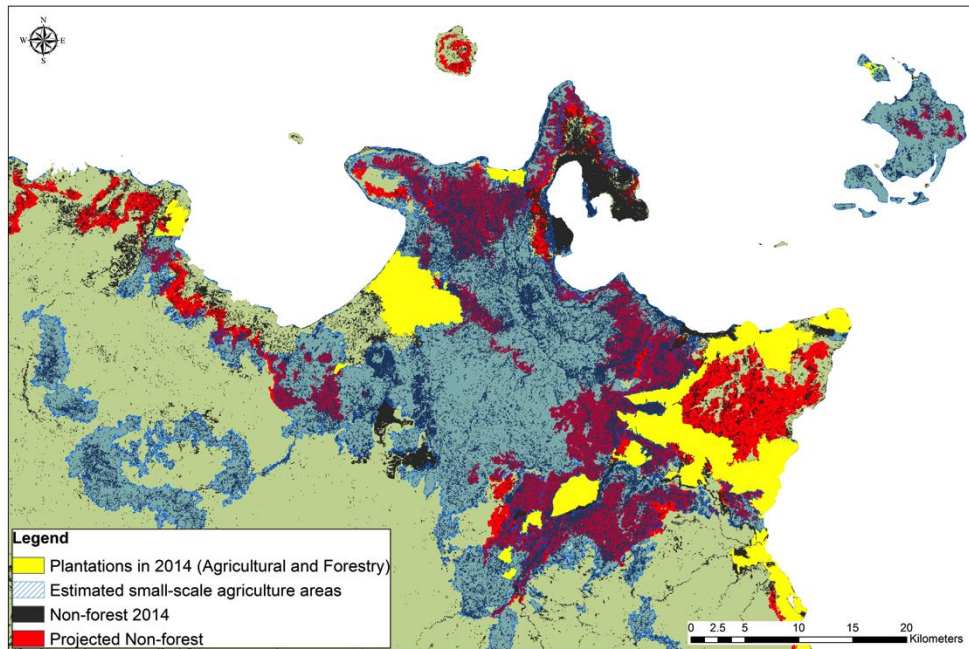 N
W E
S
Legend
Plantations in 2014 (Agricultural and Forestry)
Estimated small-scale agriculture areas
Non-forest 2014
Projected Non-forest
0 2.5 5 10 15 20
Kilometers